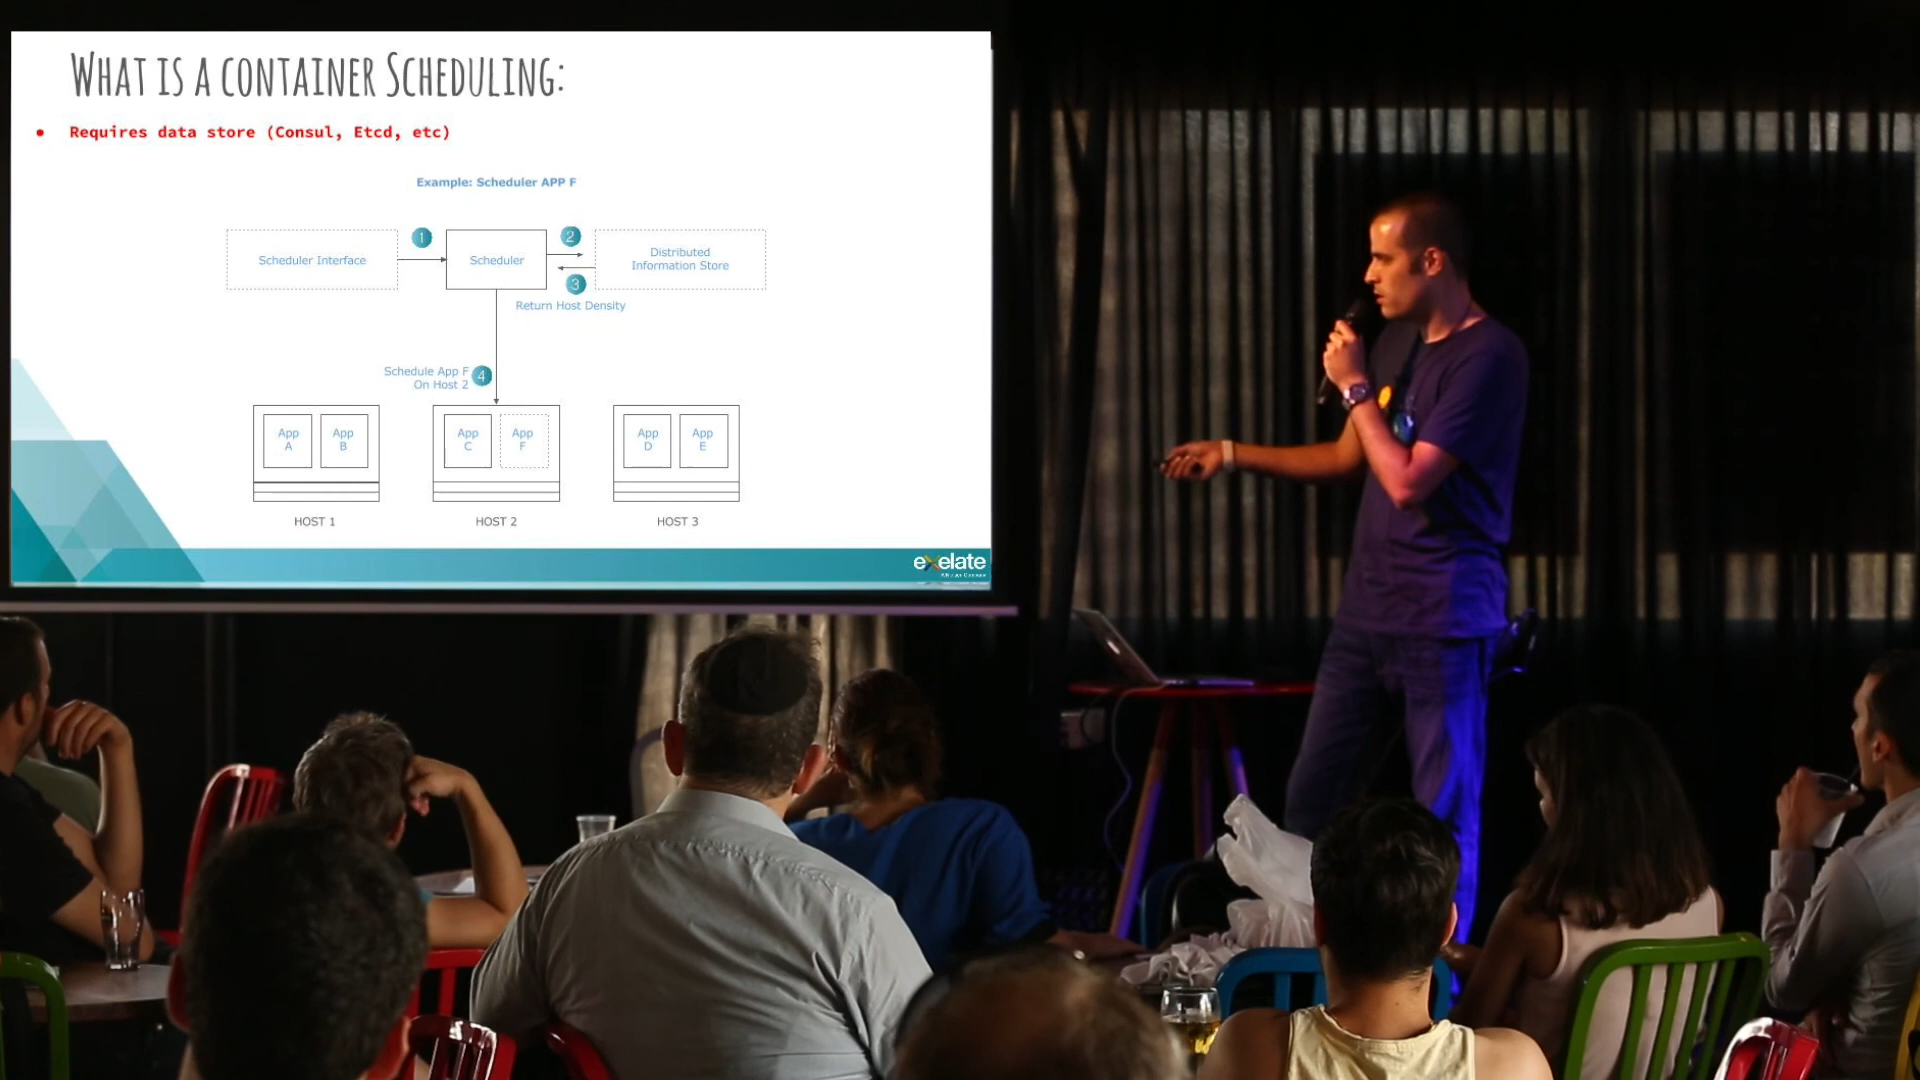 WHAT IS A CONTAINER SCHEDULING:
● Requires data store (Consul, Etcd, etc)
Example: Scheduler APP F
Scheduler Interface
1
Scheduler
2
Distributed
Information Store
3
Return Host Density
Schedule App F
On Host 2
4
App
A
App
B
App
C
App
F
App
D
App
E
HOST 1
HOST 2
HOST 3
exelate